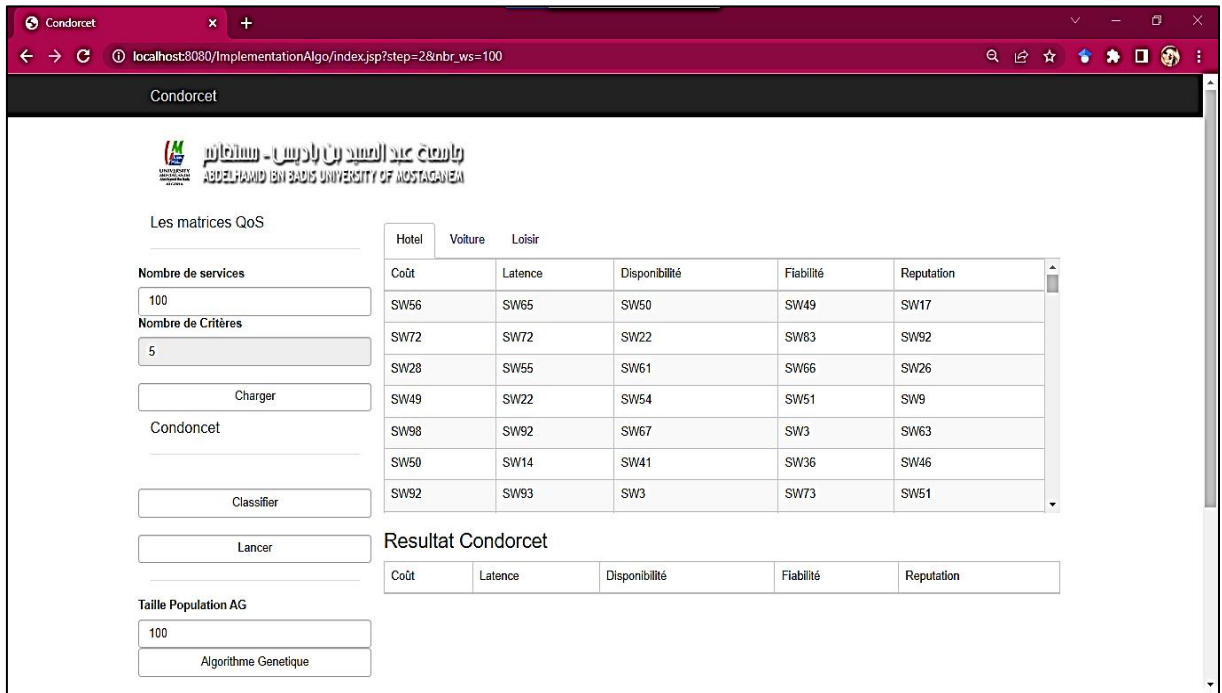 Condorcet
localhost:8080/ImplementationAlgo/index.jsp?step=2&nbr_ws=100
Condorcet
جامعة عبد الحميد بن باديس - مستغانم
ABDELHAMID IBN BADIS UNIVERSITY OF MOSTAGANEM
Les matrices QoS
Nombre de services
100
Nombre de Critères
5
Charger
Condoncet
Classifier
Lancer
Taille Population AG
100
Algorithme Genetique
Hotel Voiture Loisir
Coût Latence Disponibilité Fiabilité Reputation
SW56 SW65 SW50 SW49 SW17
SW72 SW72 SW22 SW83 SW92
SW28 SW55 SW61 SW66 SW26
SW49 SW22 SW54 SW51 SW9
SW98 SW92 SW67 SW3 SW63
SW50 SW14 SW41 SW36 SW46
SW92 SW93 SW3 SW73 SW51
Resultat Condorcet
Coût Latence Disponibilité Fiabilité Reputation